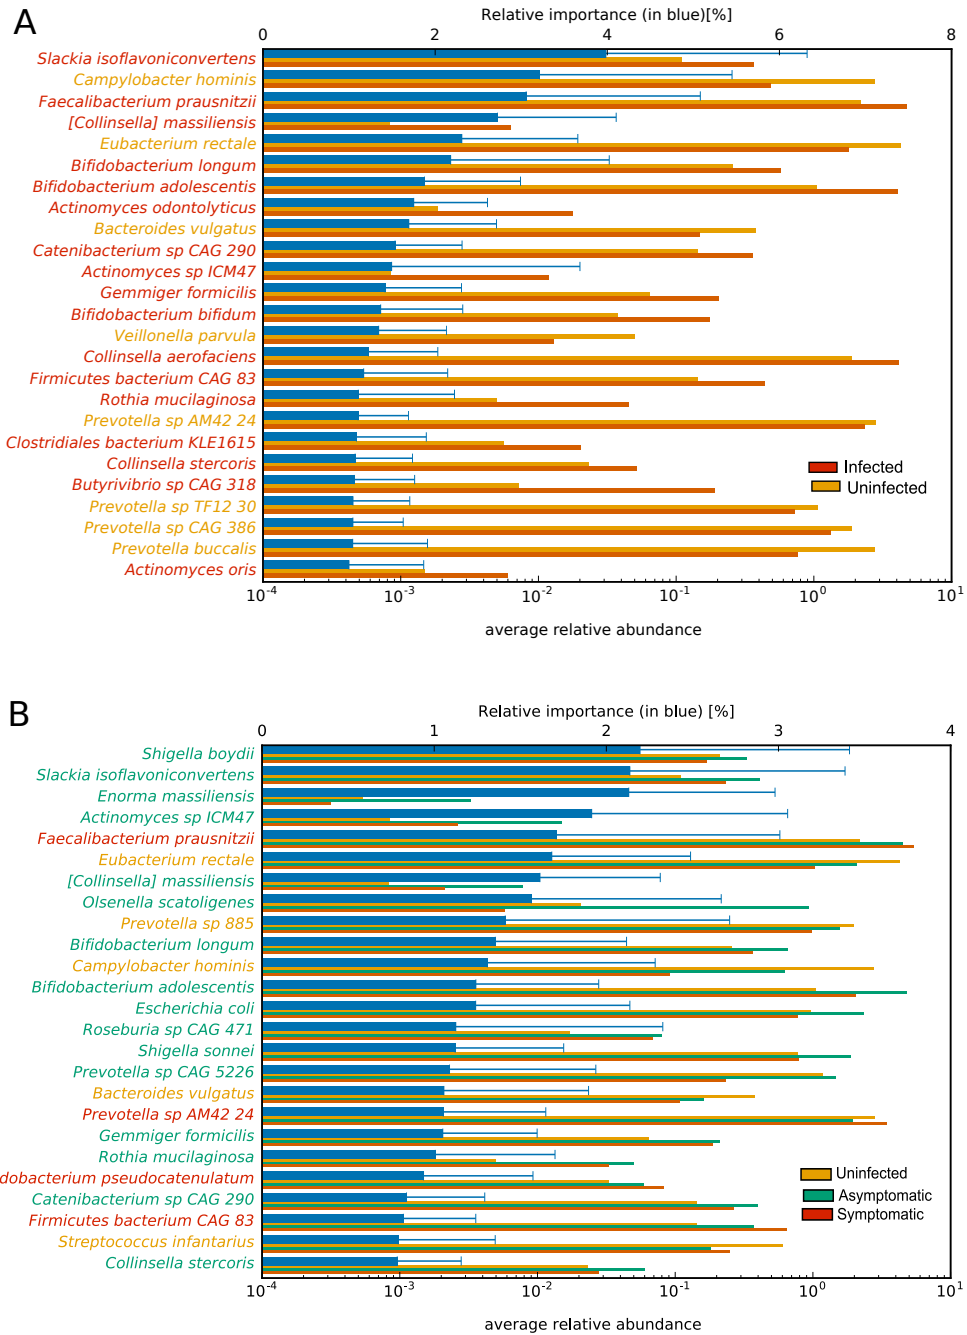 A
Relative importance (in blue)[%]
0 2 4 6 8
Slackia isoflavoniconvertens
Campylobacter hominis
Faecalibacterium prausnitzii
[Collinsella] massiliensis
Eubacterium rectale
Bifidobacterium longum
Bifidobacterium adolescentis
Actinomyces odontolyticus
Bacteroides vulgatus
Catenibacterium sp CAG 290
Actinomyces sp ICM47
Gemmiger formicilis
Bifidobacterium bifidum
Veillonella parvula
Collinsella aerofaciens
Firmicutes bacterium CAG 83
Rothia mucilaginosa
Prevotella sp AM42 24
Clostridiales bacterium KLE1615
Collinsella stercoris
Butyrivibrio sp CAG 318
Prevotella sp TF12 30
Prevotella sp CAG 386
Prevotella buccalis
Actinomyces oris
Infected
Uninfected
10⁻⁴ 10⁻³ 10⁻² 10⁻¹ 10⁰ 10¹
average relative abundance
B
Relative importance (in blue) [%]
0 1 2 3 4
Shigella boydii
Slackia isoflavoniconvertens
Enorma massiliensis
Actinomyces sp ICM47
Faecalibacterium prausnitzii
Eubacterium rectale
[Collinsella] massiliensis
Olsenella scatoligenes
Prevotella sp 885
Bifidobacterium longum
Campylobacter hominis
Bifidobacterium adolescentis
Escherichia coli
Roseburia sp CAG 471
Shigella sonnei
Prevotella sp CAG 5226
Bacteroides vulgatus
Prevotella sp AM42 24
Gemmiger formicilis
Rothia mucilaginosa
dobacterium pseudocatenulatum
Catenibacterium sp CAG 290
Firmicutes bacterium CAG 83
Streptococcus infantarius
Collinsella stercoris
Uninfected
Asymptomatic
Symptomatic
10⁻⁴ 10⁻³ 10⁻² 10⁻¹ 10⁰ 10¹
average relative abundance